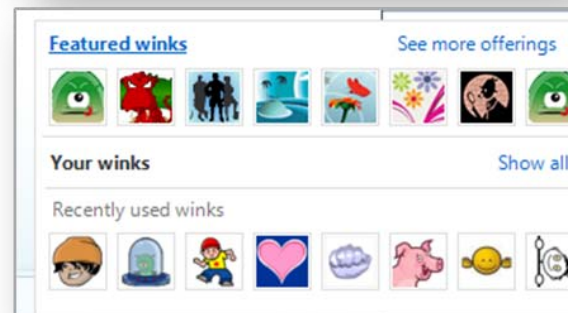 Featured winks
See more offerings
Your winks
Show all
Recently used winks